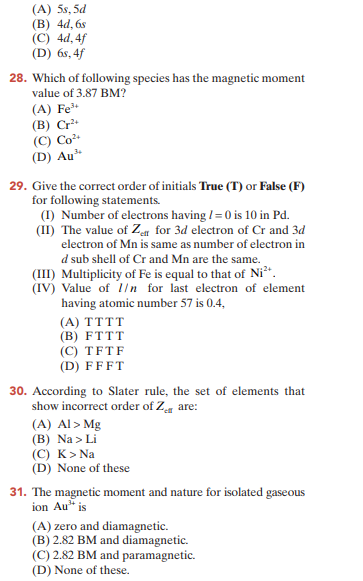 (A) 5s, 5d
(B) 4d, 6s
(C) 4d, 4f
(D) 6s, 4f
28. Which of following species has the magnetic moment
value of 3.87 BM?
(A) Fe³⁺
(B) Cr²⁺
(C) Co²⁺
(D) Au³⁺
29. Give the correct order of initials True (T) or False (F)
for following statements.
(I) Number of electrons having l = 0 is 10 in Pd.
(II) The value of Z_eff for 3d electron of Cr and 3d
electron of Mn is same as number of electron in
d sub shell of Cr and Mn are the same.
(III) Multiplicity of Fe is equal to that of Ni²⁺.
(IV) Value of l/n for last electron of element
having atomic number 57 is 0.4,
(A) T T T T
(B) F T T T
(C) T F T F
(D) F F F T
30. According to Slater rule, the set of elements that
show incorrect order of Z_eff are:
(A) Al > Mg
(B) Na > Li
(C) K > Na
(D) None of these
31. The magnetic moment and nature for isolated gaseous
ion Au³⁺ is
(A) zero and diamagnetic.
(B) 2.82 BM and diamagnetic.
(C) 2.82 BM and paramagnetic.
(D) None of these.